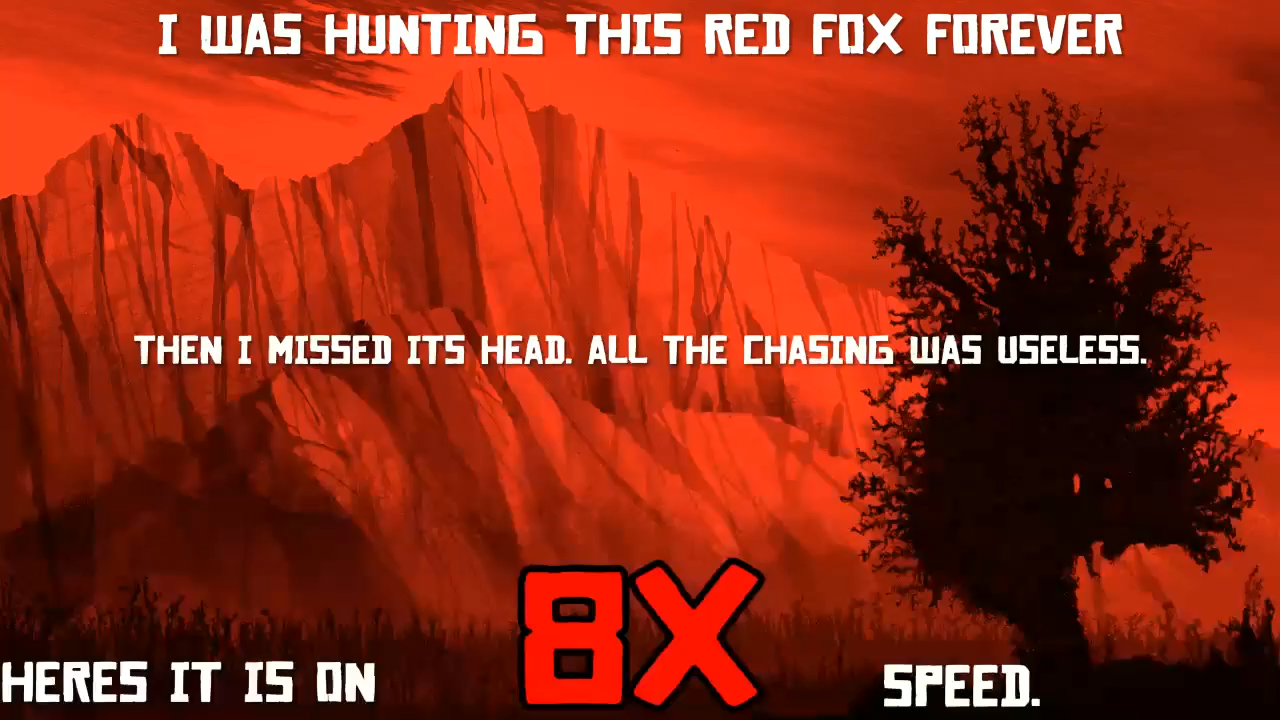 I WAS HUNTING THIS RED FOX FOREVER
THEN I MISSED ITS HEAD. ALL THE CHASING WAS USELESS.
HERES IT IS ON 8X SPEED.